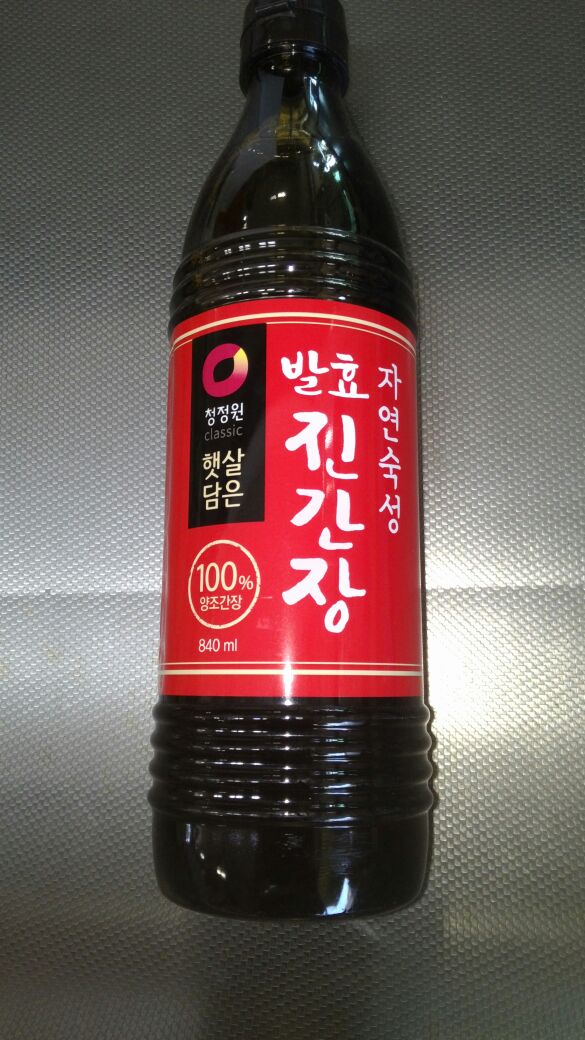 청정원
classic
햇살
담은
자연숙성
발효
진간장
100%
양조간장
840 ml